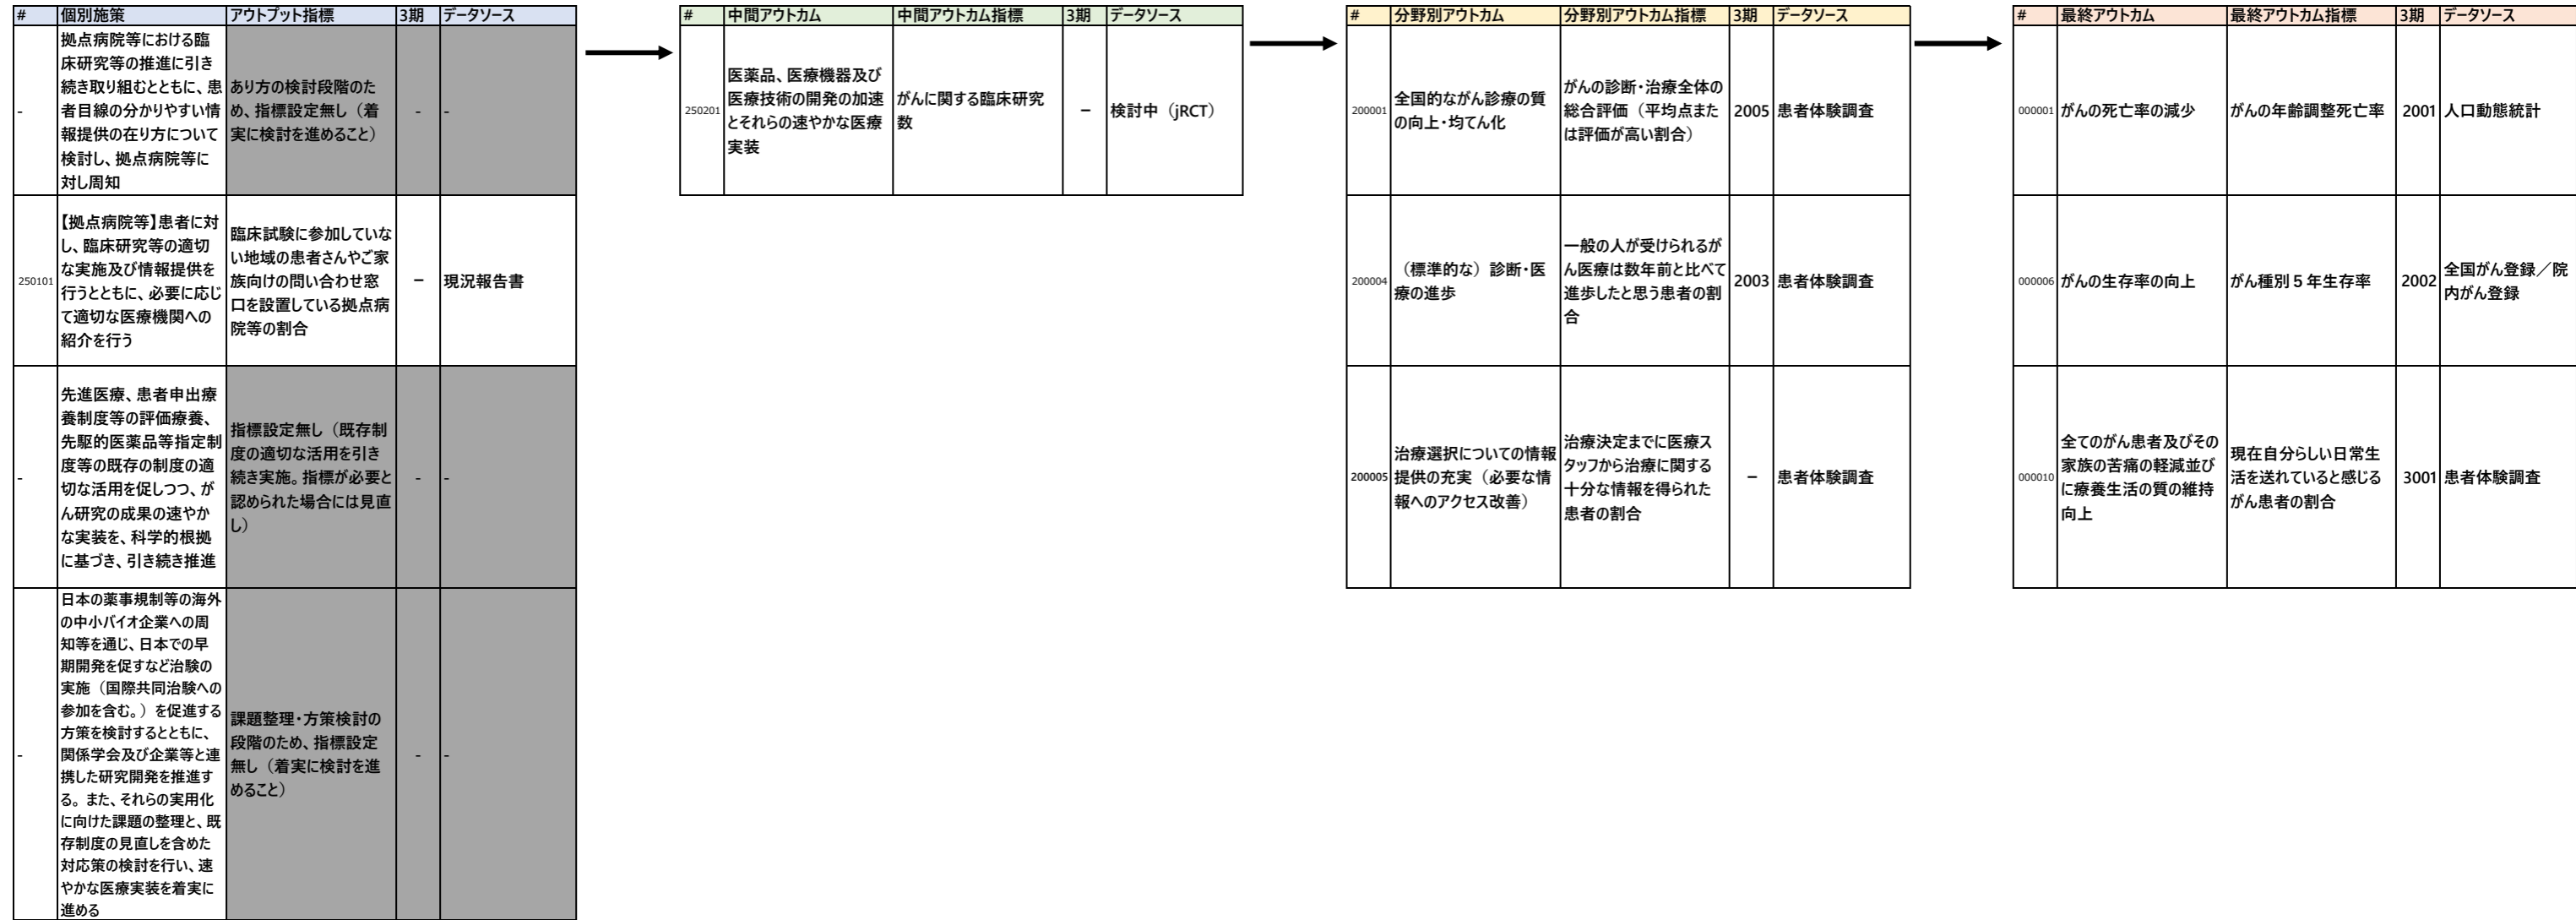 # 個別施策 アウトプット指標 3期 データソース
-
拠点病院等における臨
床研究等の推進に引き
続き取り組むとともに、患
者目線の分かりやすい情
報提供の在り方について
検討し、拠点病院等に
対し周知
あり方の検討段階のた
め、指標設定無し（着
実に検討を進めること）
-
-
250101
【拠点病院等】患者に対
し、臨床研究等の適切
な実施及び情報提供を
行うとともに、必要に応じ
て適切な医療機関への
紹介を行う
臨床試験に参加していな
い地域の患者さんやご家
族向けの問い合わせ窓
口を設置している拠点病
院等の割合
－
現況報告書
-
先進医療、患者申出療
養制度等の評価療養、
先駆的医薬品等指定制
度等の既存の制度の適
切な活用を促しつつ、が
ん研究の成果の速やか
な実装を、科学的根拠
に基づき、引き続き推進
指標設定無し（既存制
度の適切な活用を引き
続き実施。指標が必要と
認められた場合には見直
し）
-
-
-
日本の薬事規制等の海外
の中小バイオ企業への周
知等を通じ、日本での早
期開発を促すなど治験の
実施（国際共同治験への
参加を含む。）を促進する
方策を検討するとともに、
関係学会及び企業等と連
携した研究開発を推進す
る。また、それらの実用化
に向けた課題の整理と、既
存制度の見直しを含めた
対応策の検討を行い、速
やかな医療実装を着実に
進める
課題整理・方策検討の
段階のため、指標設定
無し（着実に検討を進
めること）
-
-
# 中間アウトカム 中間アウトカム指標 3期 データソース
250201
医薬品、医療機器及び
医療技術の開発の加速
とそれらの速やかな医療
実装
がんに関する臨床研究
数
－
検討中（jRCT）
# 分野別アウトカム 分野別アウトカム指標 3期 データソース
200001
全国的ながん診療の質
の向上・均てん化
がんの診断・治療全体の
総合評価（平均点また
は評価が高い割合）
2005
患者体験調査
200004
（標準的な）診断・医
療の進歩
一般の人が受けられるが
ん医療は数年前と比べて
進歩したと思う患者の割
合
2003
患者体験調査
200005
治療選択についての情報
提供の充実（必要な情
報へのアクセス改善）
治療決定までに医療ス
タッフから治療に関する
十分な情報を得られた
患者の割合
－
患者体験調査
# 最終アウトカム 最終アウトカム指標 3期 データソース
000001
がんの死亡率の減少
がんの年齢調整死亡率
2001
人口動態統計
000006
がんの生存率の向上
がん種別５年生存率
2002
全国がん登録／院
内がん登録
000010
全てのがん患者及びその
家族の苦痛の軽減並び
に療養生活の質の維持
向上
現在自分らしい日常生
活を送れていると感じる
がん患者の割合
3001
患者体験調査